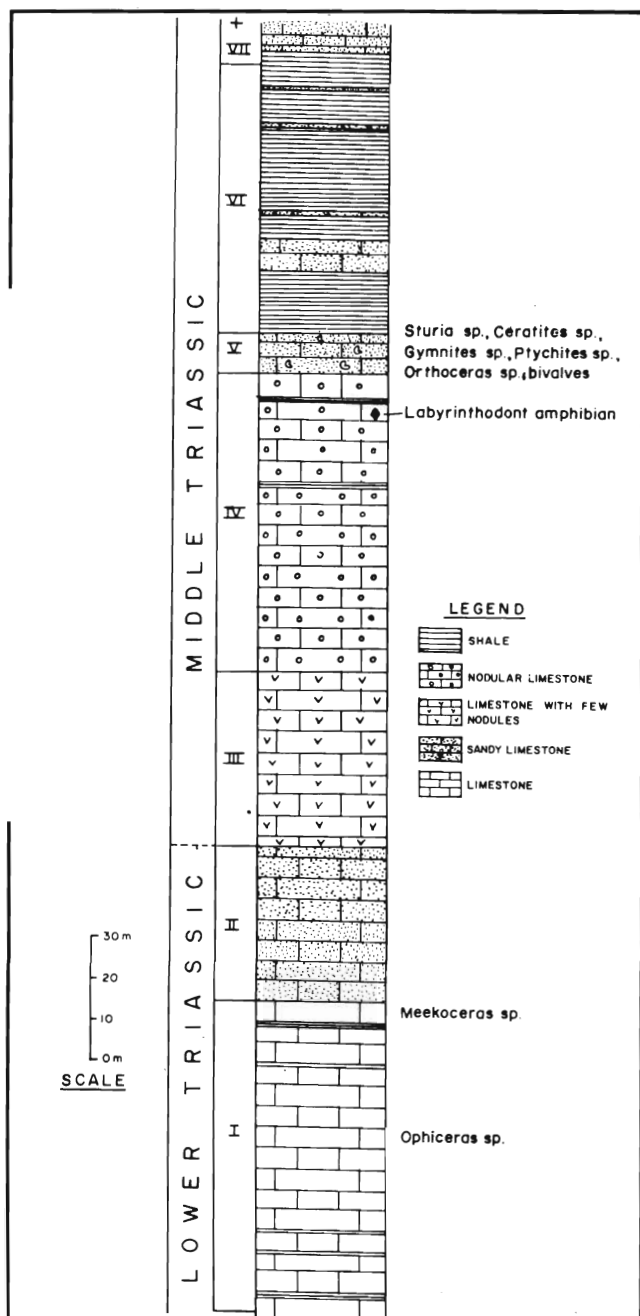 +
VII
VI
V
IV
III
II
I
MIDDLE TRIASSIC
LOWER TRIASSIC
Sturia sp., Ceratites sp.,
Gymnites sp., Ptychites sp.,
Orthoceras sp., bivalves
Labyrinthodont amphibian
LEGEND
SHALE
NODULAR LIMESTONE
LIMESTONE WITH FEW
NODULES
SANDY LIMESTONE
LIMESTONE
30 m
20
10
0 m
SCALE
Meekoceras sp.
Ophiceras sp.